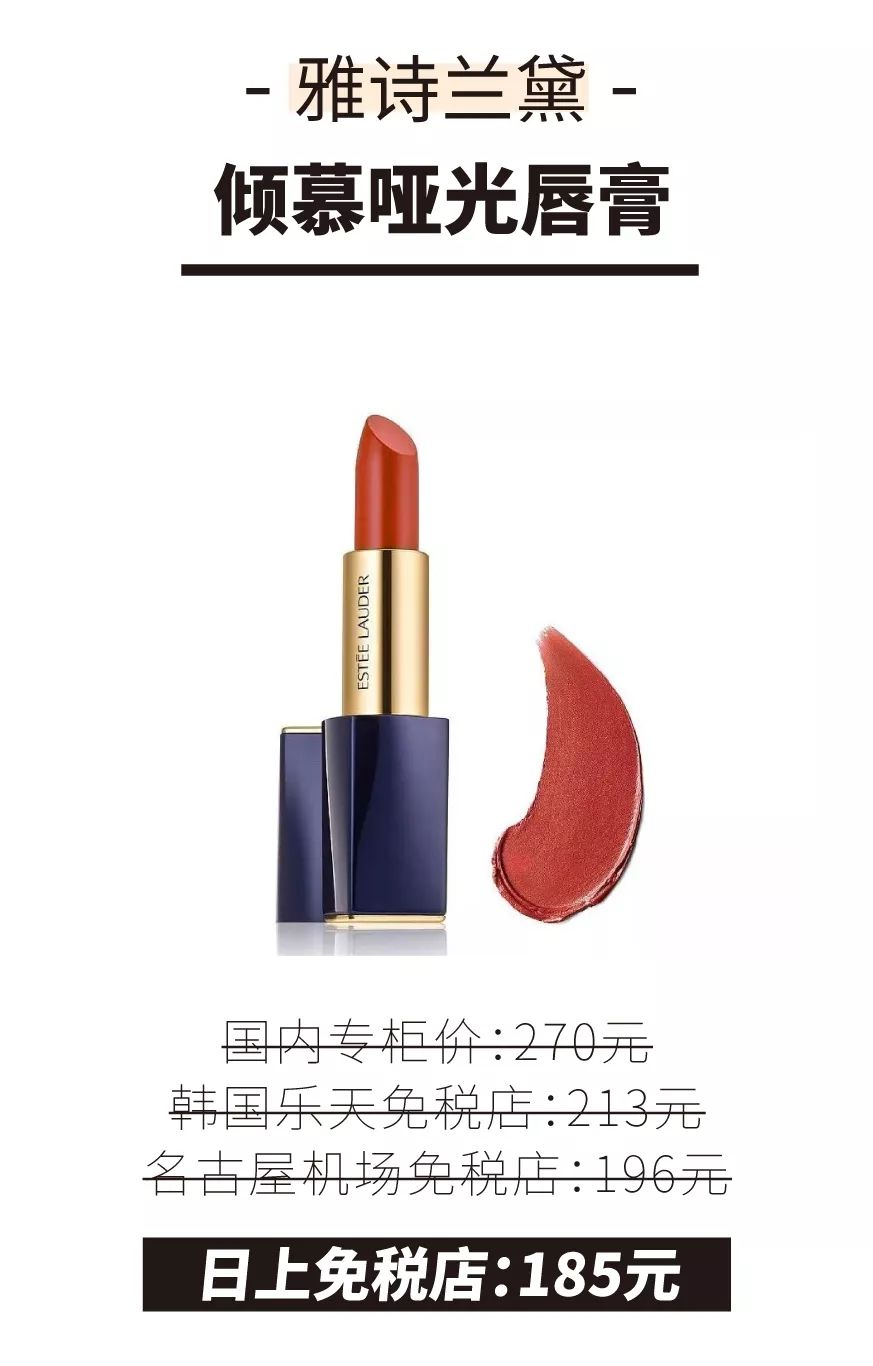 - 雅诗兰黛 -
倾慕哑光唇膏
ESTĒE LAUDER
国内专柜价:270元
韩国乐天免税店:213元
名古屋机场免税店:196元
日上免税店:185元